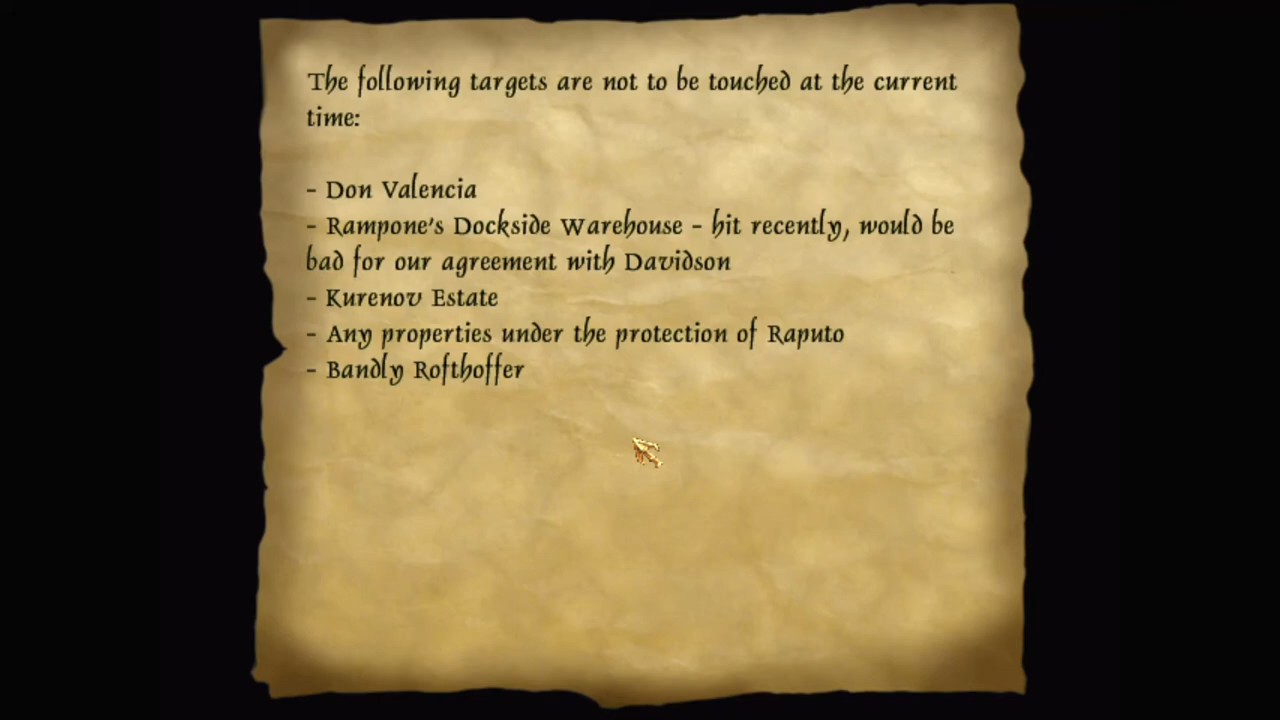 The following targets are not to be touched at the current
time:
- Don Valencia
- Rampone's Dockside Warehouse - hit recently, would be
bad for our agreement with Davidson
- Kurenov Estate
- Any properties under the protection of Raputo
- Bandly Rofthoffer